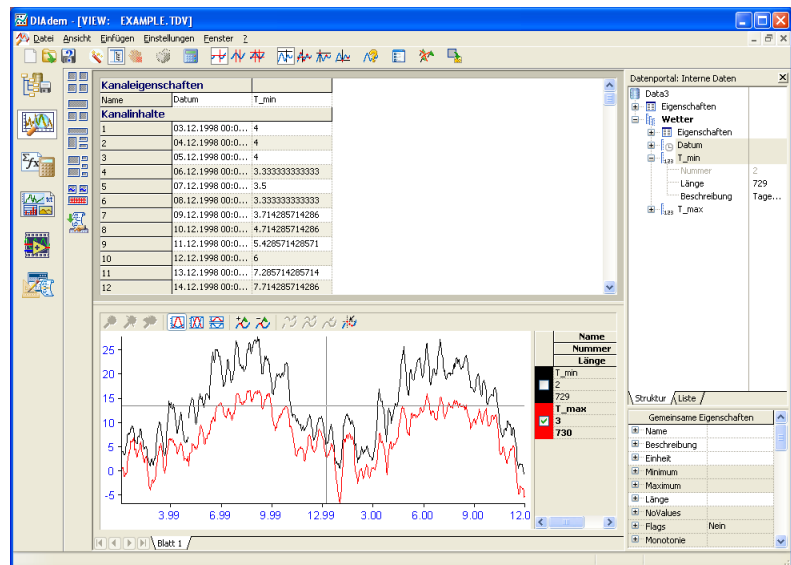 DIAdem - [VIEW: EXAMPLE.TDV]
Datei Ansicht Einfügen Einstellungen Fenster ?
Kanaleigenschaften
Name Datum T_min
Kanalinhalte
1 03.12.1998 00:0... 4
2 04.12.1998 00:0... 4
3 05.12.1998 00:0... 4
4 06.12.1998 00:0... 3.333333333333
5 07.12.1998 00:0... 3.5
6 08.12.1998 00:0... 3.333333333333
7 09.12.1998 00:0... 3.714285714286
8 10.12.1998 00:0... 4.714285714286
9 11.12.1998 00:0... 5.428571428571
10 12.12.1998 00:0... 6
11 13.12.1998 00:0... 7.285714285714
12 14.12.1998 00:0... 7.714285714286
25
20
15
10
5
0
-5
3.99 6.99 9.99 12.99 3.00 6.00 9.00 12.0
Name
Nummer
Länge
T_min
2
729
T_max
3
730
Blatt 1
Datenportal: Interne Daten
Data3
Eigenschaften
Wetter
Eigenschaften
Datum
T_min
Nummer 2
Länge 729
Beschreibung Tage...
T_max
Struktur Liste
Gemeinsame Eigenschaften
Name
Beschreibung
Einheit
Minimum
Maximum
Länge
NoValues
Flags Nein
Monotonie